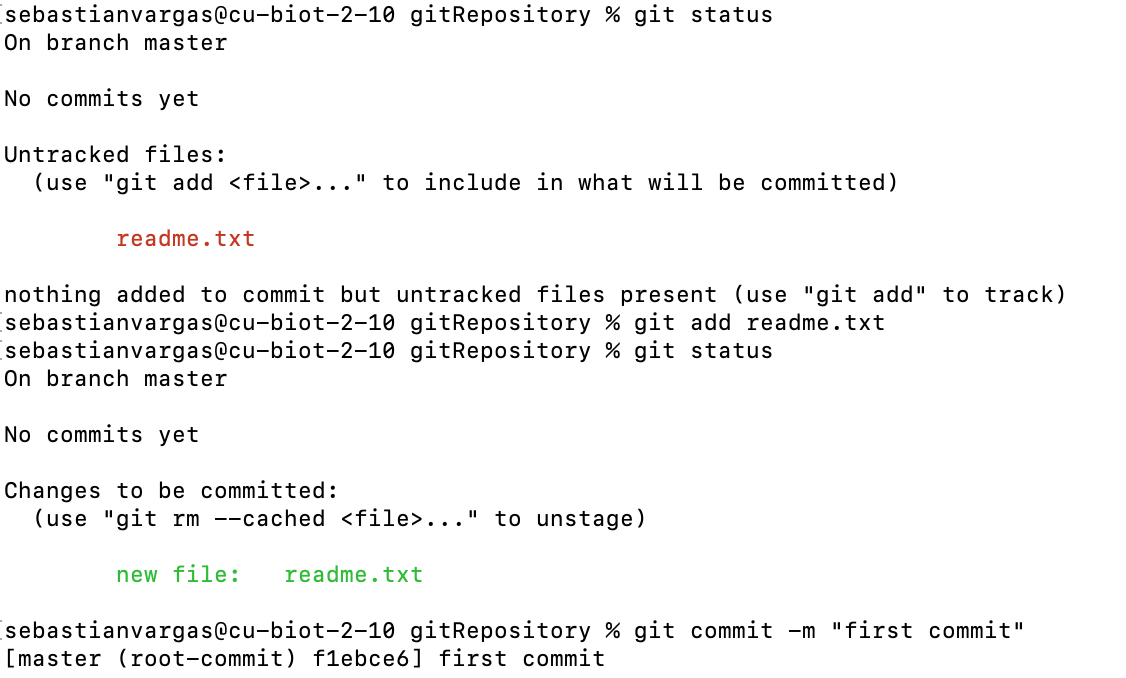 [sebastianvargas@cu-biot-2-10 gitRepository % git status
On branch master
No commits yet
Untracked files:
(use "git add <file>..." to include in what will be committed)
readme.txt
nothing added to commit but untracked files present (use "git add" to track)
[sebastianvargas@cu-biot-2-10 gitRepository % git add readme.txt
[sebastianvargas@cu-biot-2-10 gitRepository % git status
On branch master
No commits yet
Changes to be committed:
(use "git rm --cached <file>..." to unstage)
new file:   readme.txt
[sebastianvargas@cu-biot-2-10 gitRepository % git commit -m "first commit"
[master (root-commit) f1ebce6] first commit